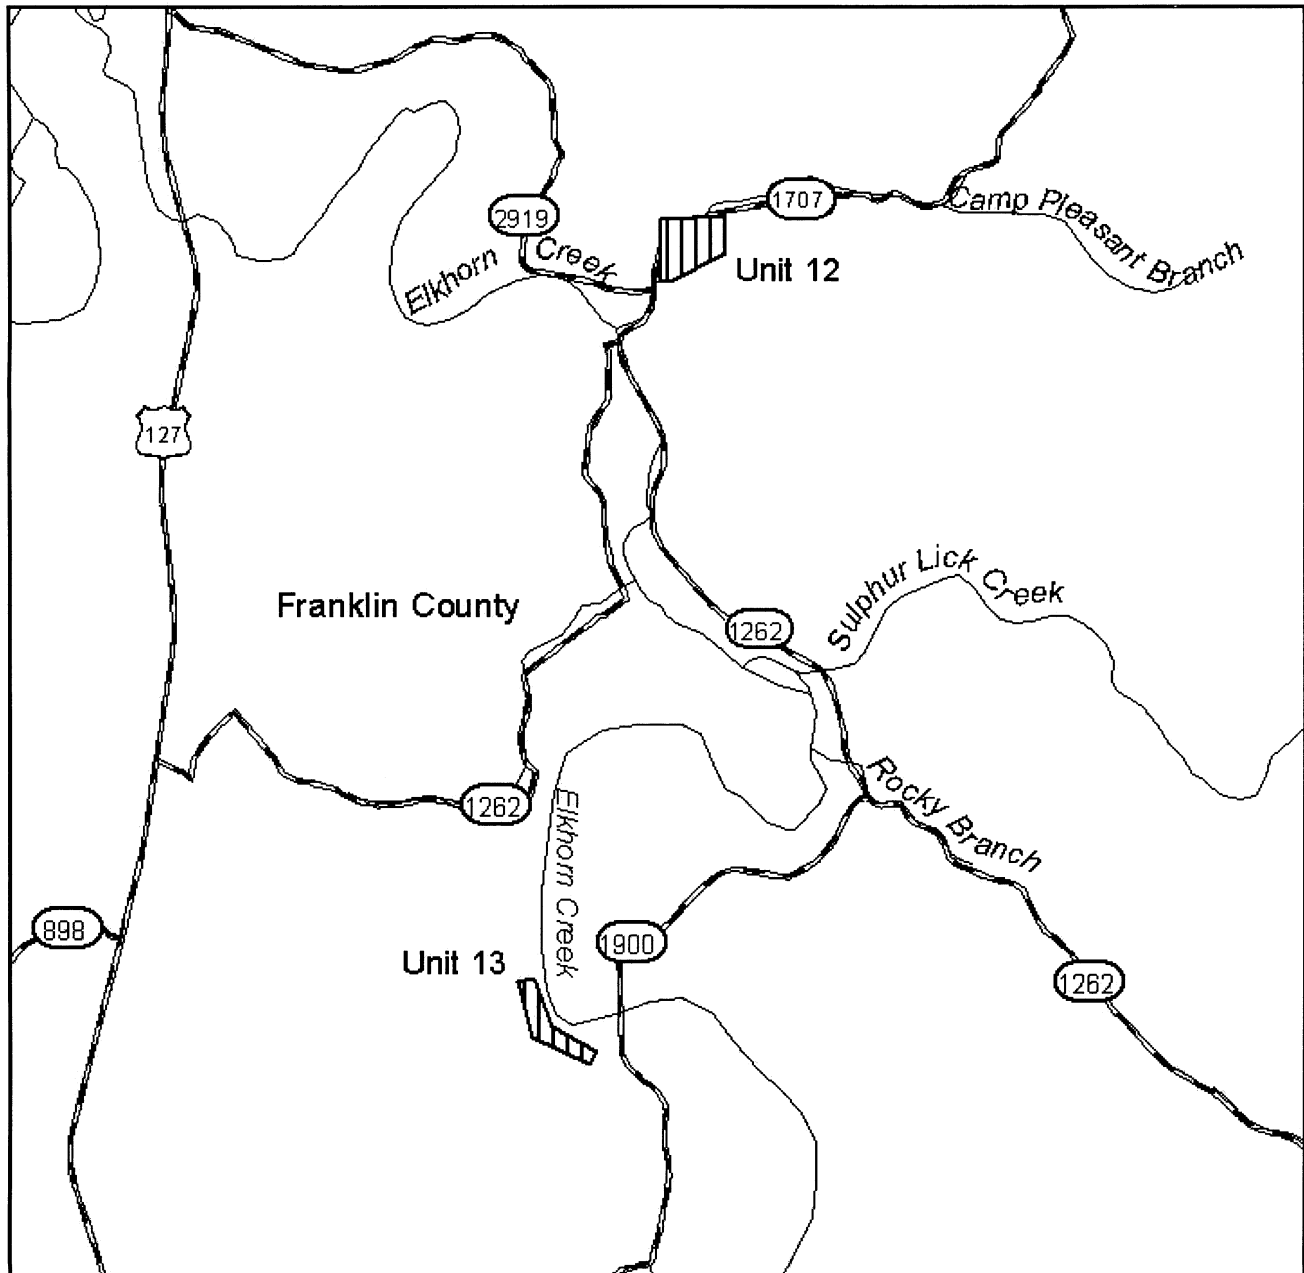 1707
Camp Pleasant Branch
2919
Elkhorn Creek
Unit 12
127
Sulphur Lick Creek
Franklin County
1262
1262
Rocky Branch
Elkhorn Creek
898
1900
Unit 13
1262